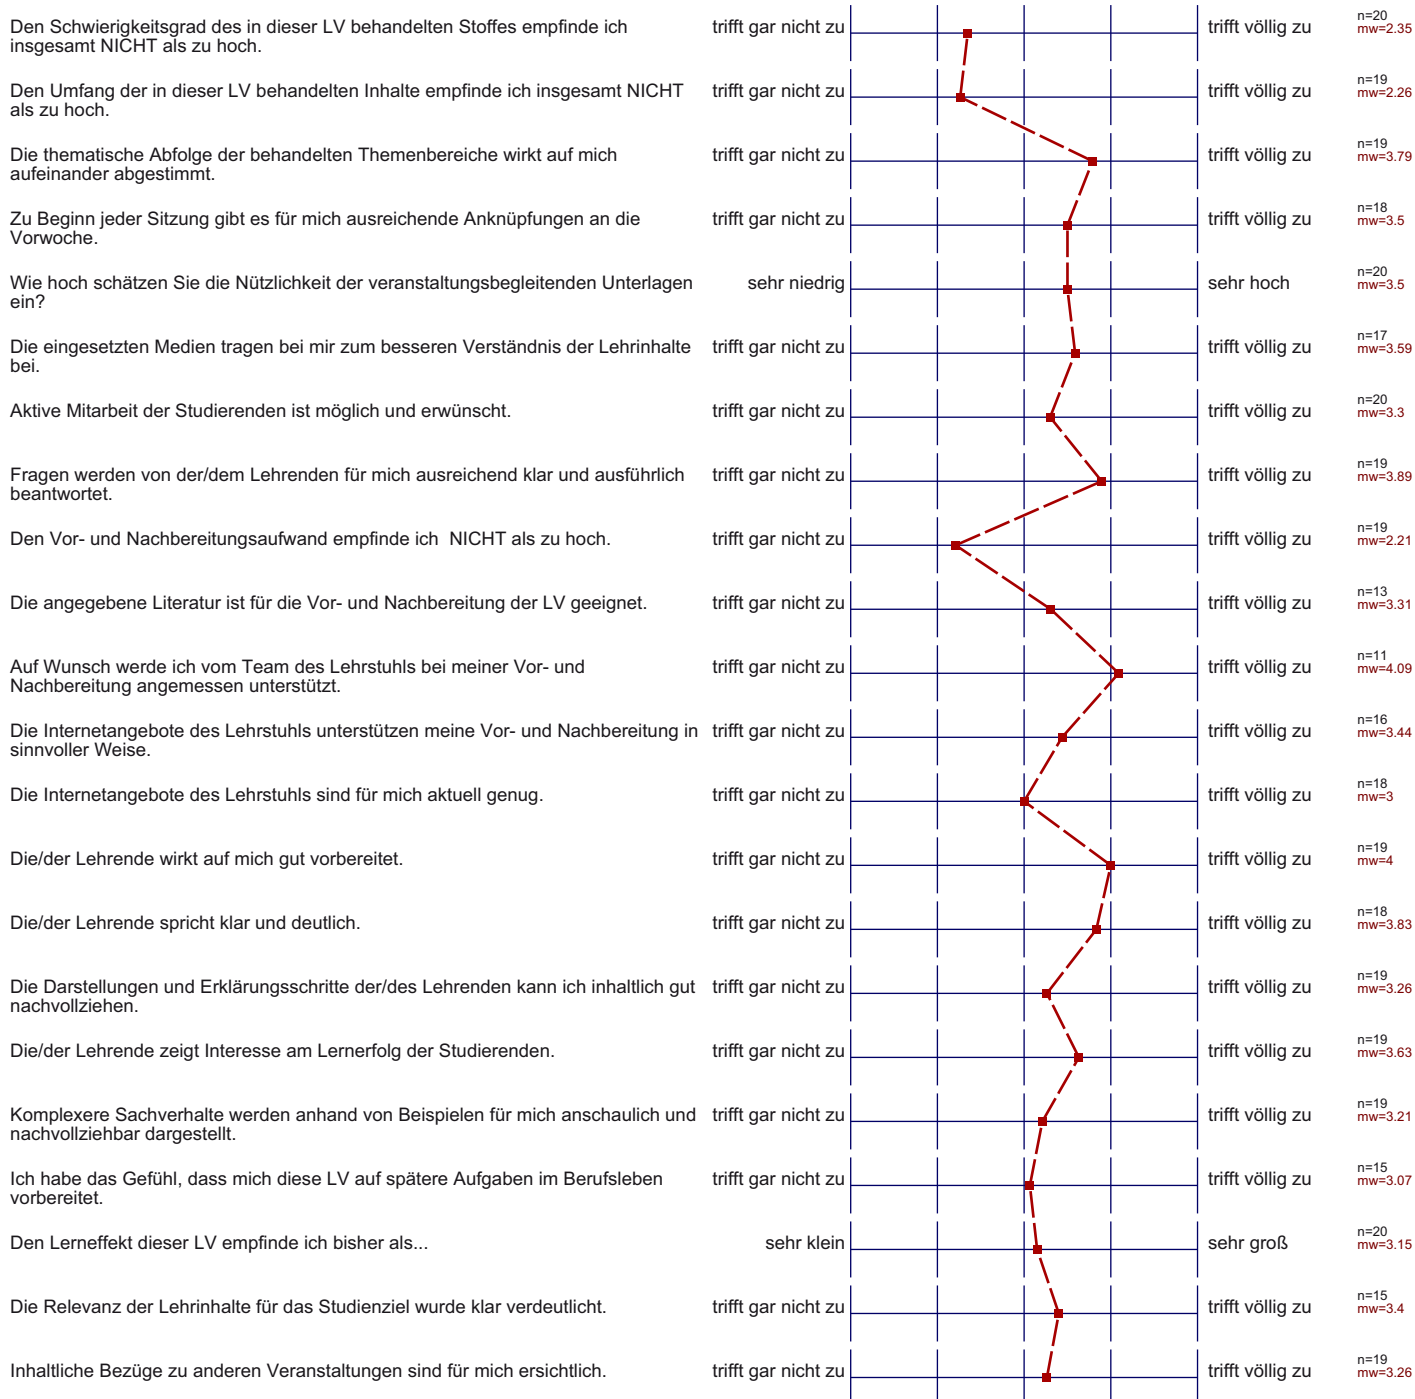 Den Schwierigkeitsgrad des in dieser LV behandelten Stoffes empfinde ich
insgesamt NICHT als zu hoch.
trifft gar nicht zu
trifft völlig zu
n=20
mw=2.35
Den Umfang der in dieser LV behandelten Inhalte empfinde ich insgesamt NICHT
als zu hoch.
trifft gar nicht zu
trifft völlig zu
n=19
mw=2.26
Die thematische Abfolge der behandelten Themenbereiche wirkt auf mich
aufeinander abgestimmt.
trifft gar nicht zu
trifft völlig zu
n=19
mw=3.79
Zu Beginn jeder Sitzung gibt es für mich ausreichende Anknüpfungen an die
Vorwoche.
trifft gar nicht zu
trifft völlig zu
n=18
mw=3.5
Wie hoch schätzen Sie die Nützlichkeit der veranstaltungsbegleitenden Unterlagen
ein?
sehr niedrig
sehr hoch
n=20
mw=3.5
Die eingesetzten Medien tragen bei mir zum besseren Verständnis der Lehrinhalte
bei.
trifft gar nicht zu
trifft völlig zu
n=17
mw=3.59
Aktive Mitarbeit der Studierenden ist möglich und erwünscht.
trifft gar nicht zu
trifft völlig zu
n=20
mw=3.3
Fragen werden von der/dem Lehrenden für mich ausreichend klar und ausführlich
beantwortet.
trifft gar nicht zu
trifft völlig zu
n=19
mw=3.89
Den Vor- und Nachbereitungsaufwand empfinde ich  NICHT als zu hoch.
trifft gar nicht zu
trifft völlig zu
n=19
mw=2.21
Die angegebene Literatur ist für die Vor- und Nachbereitung der LV geeignet.
trifft gar nicht zu
trifft völlig zu
n=13
mw=3.31
Auf Wunsch werde ich vom Team des Lehrstuhls bei meiner Vor- und
Nachbereitung angemessen unterstützt.
trifft gar nicht zu
trifft völlig zu
n=11
mw=4.09
Die Internetangebote des Lehrstuhls unterstützen meine Vor- und Nachbereitung in
sinnvoller Weise.
trifft gar nicht zu
trifft völlig zu
n=16
mw=3.44
Die Internetangebote des Lehrstuhls sind für mich aktuell genug.
trifft gar nicht zu
trifft völlig zu
n=18
mw=3
Die/der Lehrende wirkt auf mich gut vorbereitet.
trifft gar nicht zu
trifft völlig zu
n=19
mw=4
Die/der Lehrende spricht klar und deutlich.
trifft gar nicht zu
trifft völlig zu
n=18
mw=3.83
Die Darstellungen und Erklärungsschritte der/des Lehrenden kann ich inhaltlich gut
nachvollziehen.
trifft gar nicht zu
trifft völlig zu
n=19
mw=3.26
Die/der Lehrende zeigt Interesse am Lernerfolg der Studierenden.
trifft gar nicht zu
trifft völlig zu
n=19
mw=3.63
Komplexere Sachverhalte werden anhand von Beispielen für mich anschaulich und
nachvollziehbar dargestellt.
trifft gar nicht zu
trifft völlig zu
n=19
mw=3.21
Ich habe das Gefühl, dass mich diese LV auf spätere Aufgaben im Berufsleben
vorbereitet.
trifft gar nicht zu
trifft völlig zu
n=15
mw=3.07
Den Lerneffekt dieser LV empfinde ich bisher als...
sehr klein
sehr groß
n=20
mw=3.15
Die Relevanz der Lehrinhalte für das Studienziel wurde klar verdeutlicht.
trifft gar nicht zu
trifft völlig zu
n=15
mw=3.4
Inhaltliche Bezüge zu anderen Veranstaltungen sind für mich ersichtlich.
trifft gar nicht zu
trifft völlig zu
n=19
mw=3.26